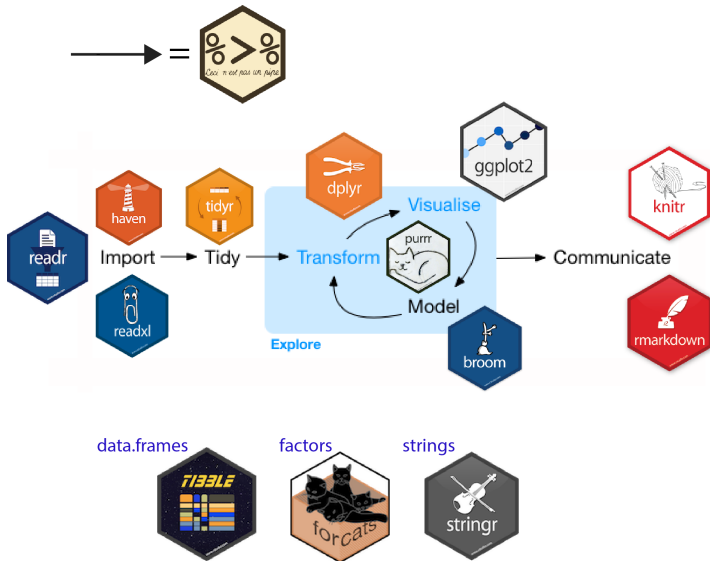 =
% > %
Ceci n'est pas un pipe
dplyr
ggplot2
haven
tidyr
knitr
Visualise
purrr
readr
Import
Tidy
Transform
Communicate
readxl
Model
rmarkdown
Explore
broom
data.frames
factors
strings
TIBBLE
forcats
stringr